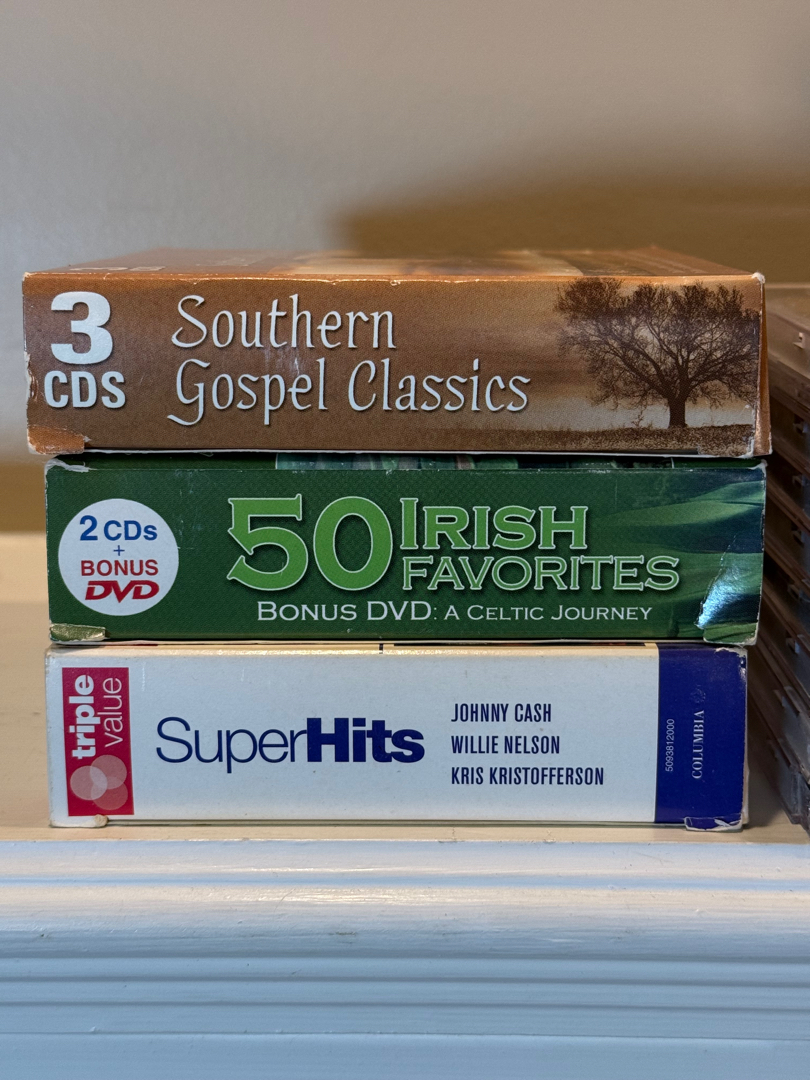 3
CDS
Southern
Gospel Classics
2 CDs
+
BONUS
DVD
50 IRISH
FAVORITES
BONUS DVD: A CELTIC JOURNEY
triple
value
SuperHits
JOHNNY CASH
WILLIE NELSON
KRIS KRISTOFFERSON
5093812000
COLUMBIA